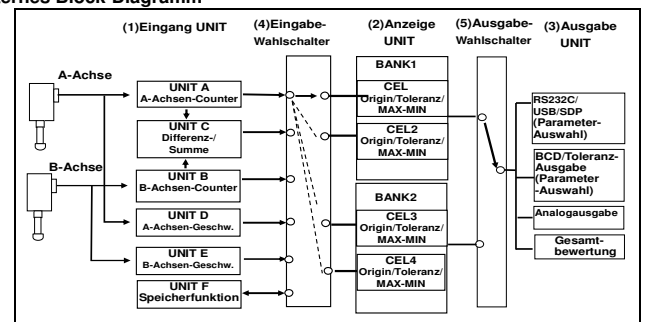 (1)Eingang UNIT
(4)Eingabe-
Wahlschalter
(2)Anzeige
UNIT
(5)Ausgabe-
Wahlschalter
(3)Ausgabe
UNIT
A-Achse
B-Achse
UNIT A
A-Achsen-Counter
UNIT C
Differenz-/
Summe
UNIT B
B-Achsen-Counter
UNIT D
A-Achsen-Geschw.
UNIT E
B-Achsen-Geschw.
UNIT F
Speicherfunktion
BANK1
CEL
Origin/Toleranz/
MAX-MIN
CEL2
Origin/Toleranz/
MAX-MIN
BANK2
CEL3
Origin/Toleranz/
MAX-MIN
CEL4
Origin/Toleranz/
MAX-MIN
RS232C/
USB/SDP
(Parameter-
Auswahl)
BCD/Toleranz-
Ausgabe
(Parameter
-Auswahl)
Analogausgabe
Gesamt-
bewertung